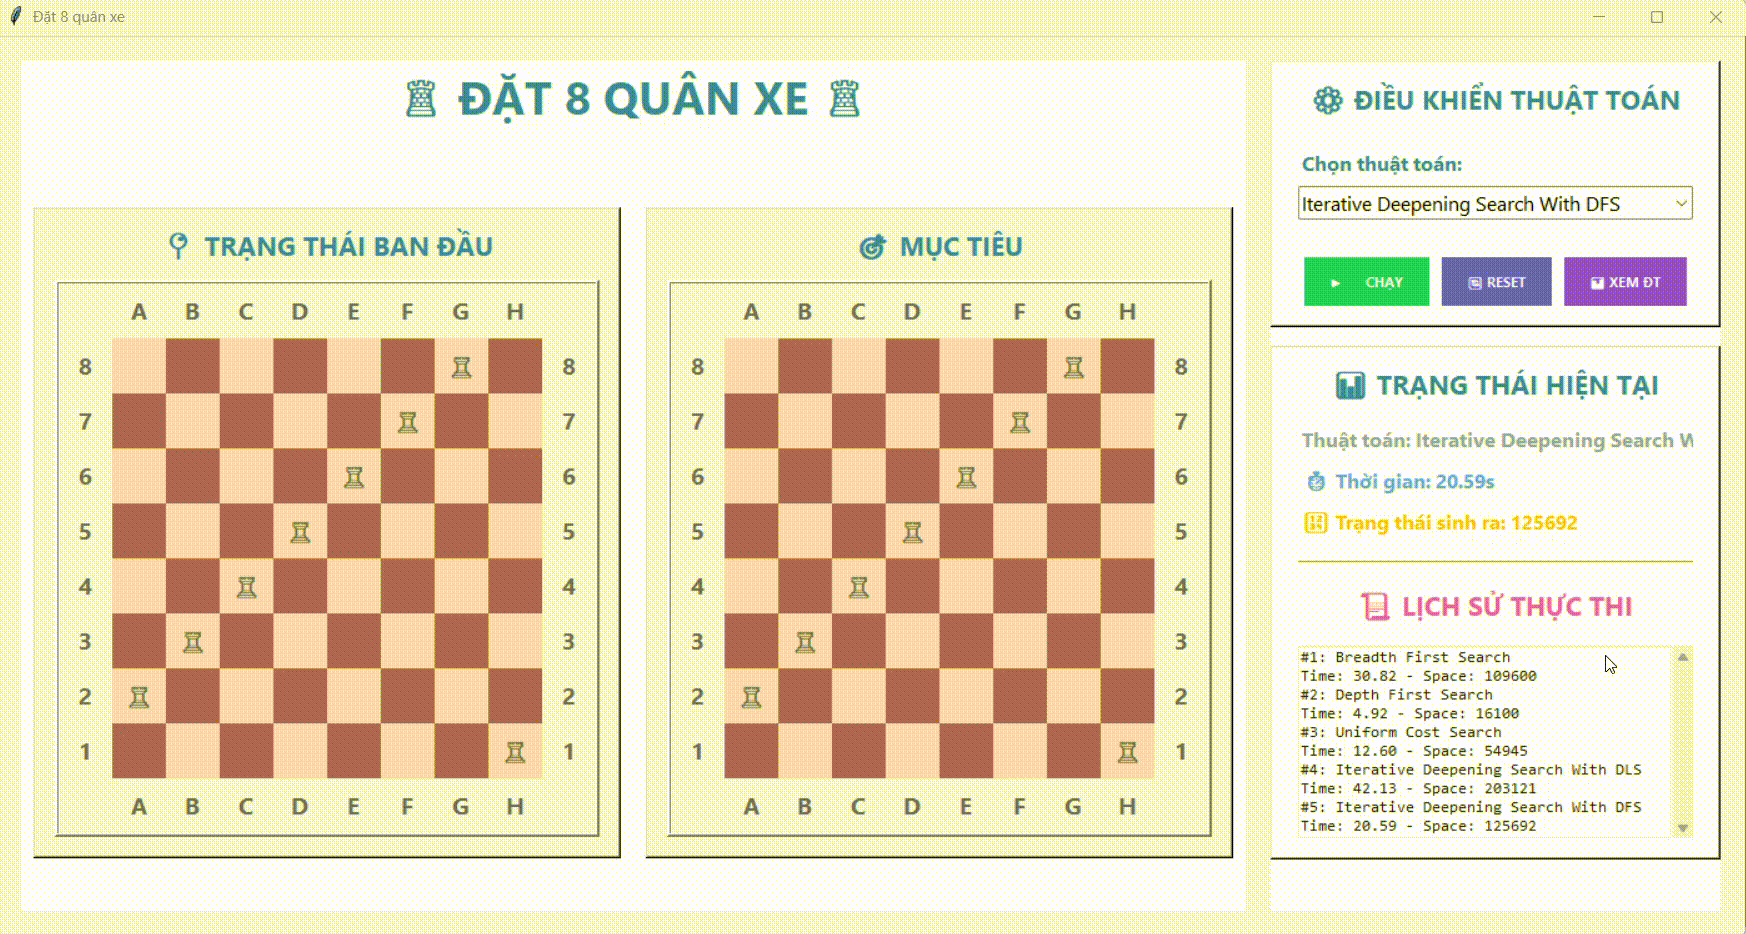 Đặt 8 quân xe
ĐẶT 8 QUÂN XE
TRẠNG THÁI BAN ĐẦU
A B C D E F G H
8 8
7 7
6 6
5 5
4 4
3 3
2 2
1 1
A B C D E F G H
MỤC TIÊU
A B C D E F G H
8 8
7 7
6 6
5 5
4 4
3 3
2 2
1 1
A B C D E F G H
ĐIỀU KHIỂN THUẬT TOÁN
Chọn thuật toán:
Iterative Deepening Search With DFS
CHẠY RESET XEM ĐT
TRẠNG THÁI HIỆN TẠI
Thuật toán: Iterative Deepening Search W
Thời gian: 20.59s
Trạng thái sinh ra: 125692
LỊCH SỬ THỰC THI
#1: Breadth First Search
Time: 30.82 - Space: 109600
#2: Depth First Search
Time: 4.92 - Space: 16100
#3: Uniform Cost Search
Time: 12.60 - Space: 54945
#4: Iterative Deepening Search With DLS
Time: 42.13 - Space: 203121
#5: Iterative Deepening Search With DFS
Time: 20.59 - Space: 125692